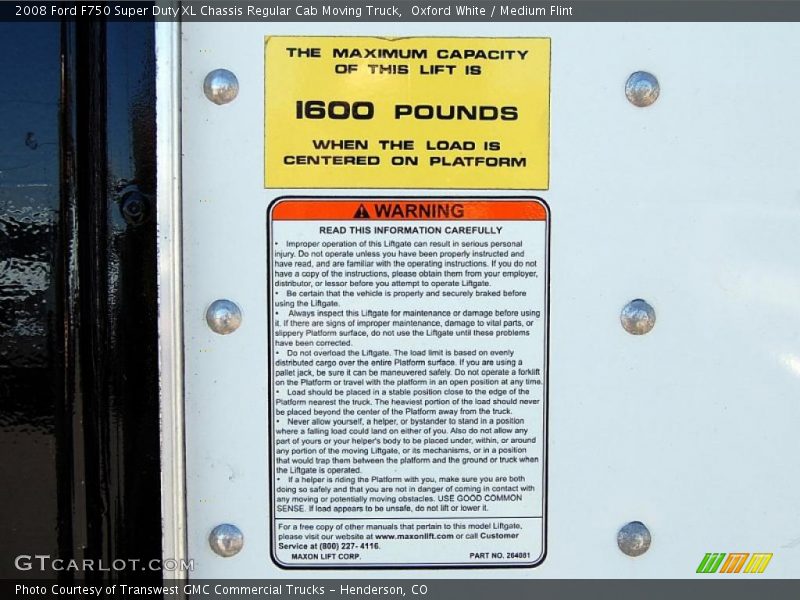 2008 Ford F750 Super Duty XL Chassis Regular Cab Moving Truck,  Oxford White / Medium Flint
THE MAXIMUM CAPACITY
OF THIS LIFT IS
1600 POUNDS
WHEN THE LOAD IS
CENTERED ON PLATFORM
WARNING
READ THIS INFORMATION CAREFULLY
• Improper operation of this Liftgate can result in serious personal
injury. Do not operate unless you have been properly instructed and
have read, and are familiar with the operating instructions. If you do not
have a copy of the instructions, please obtain them from your employer,
distributor, or lessor before you attempt to operate Liftgate.
• Be certain that the vehicle is properly and securely braked before
using the Liftgate.
• Always inspect this Liftgate for maintenance or damage before using
it. If there are signs of improper maintenance, damage to vital parts, or
slippery Platform surface, do not use the Liftgate until these problems
have been corrected.
• Do not overload the Liftgate. The load limit is based on evenly
distributed cargo over the entire Platform surface. If you are using a
pallet jack, be sure it can be maneuvered safely. Do not operate a forklift
on the Platform or travel with the platform in an open position at any time.
• Load should be placed in a stable position close to the edge of the
Platform nearest the truck. The heaviest portion of the load should never
be placed beyond the center of the Platform away from the truck.
• Never allow yourself, a helper, or bystander to stand in a position
where a falling load could land on either of you. Also do not allow any
part of yours or your helper's body to be placed under, within, or around
any portion of the moving Liftgate, or its mechanisms, or in a position
that would trap them between the platform and the ground or truck when
the Liftgate is operated.
• If a helper is riding the Platform with you, make sure you are both
doing so safely and that you are not in danger of coming in contact with
any moving or potentially moving obstacles. USE GOOD COMMON
SENSE. If load appears to be unsafe, do not lift or lower it.
For a free copy of other manuals that pertain to this model Liftgate,
please visit our website at www.maxonlift.com or call Customer
Service at (800) 227- 4116.
MAXON LIFT CORP. PART NO. 264081
GTCarLot.com
Photo Courtesy of Transwest GMC Commercial Trucks - Henderson, CO